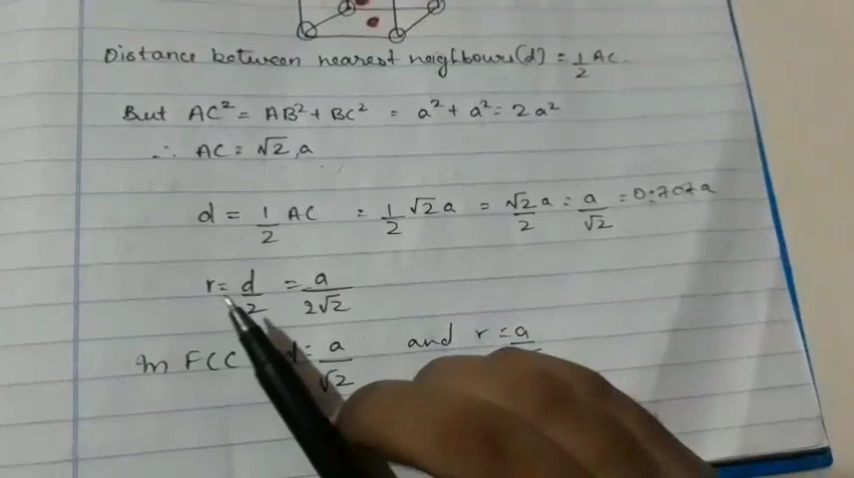 Distance between nearest neighbours(d) = 1/2 AC.
But AC² = AB² + BC² = a² + a² = 2a²
∴ AC = √2, a
d = 1/2 AC = 1/2 √2 a = √2/2 a = a/√2 = 0.707a
r = d/2 = a/2√2
In FCC d = a/√2 and r = a